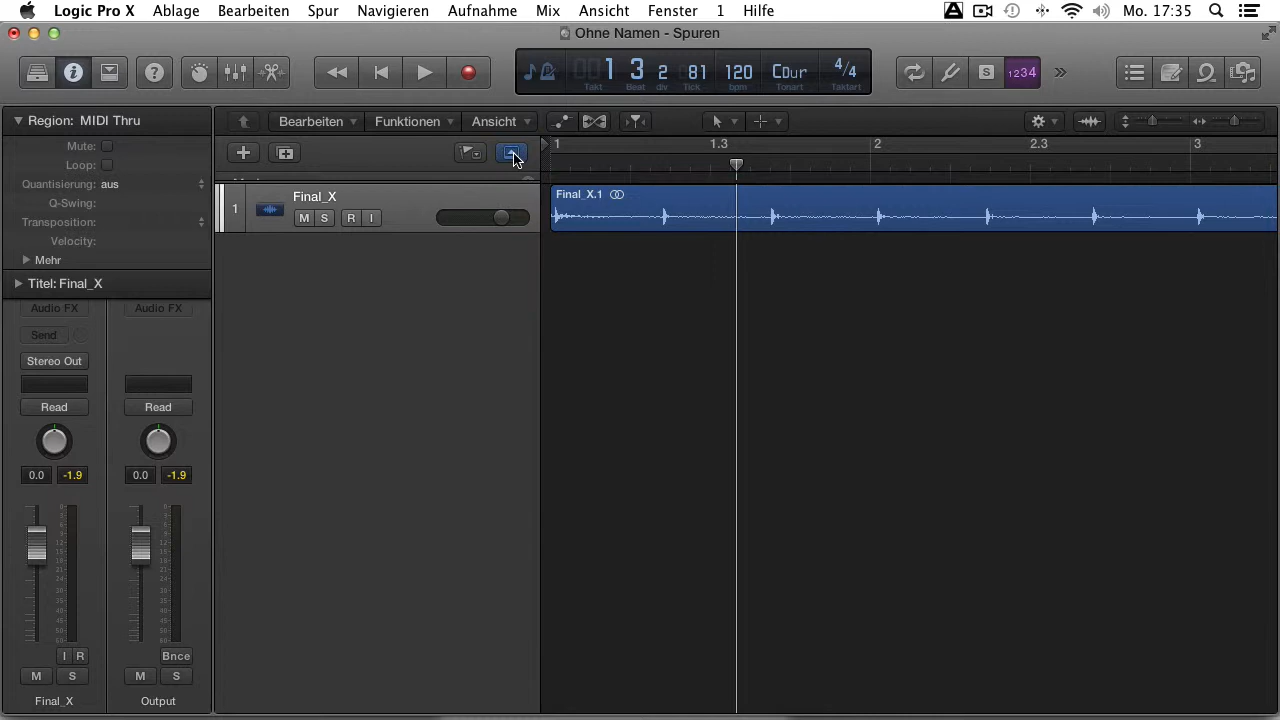 Logic Pro X Ablage Bearbeiten Spur Navigieren Aufnehmen Mix Ansicht Fenster 1 Hilfe Mo. 17:35
Ohne Namen - Spuren
1 3 2 81 120 CDur 4/4
Takt Beat div Tick bpm Tonart Taktart
S 1234
Region: MIDI Thru
Bearbeiten Funktionen Ansicht
Mute:
Loop:
Quantisierung: aus
Q-Swing:
Transposition:
Velocity:
Mehr
Titel: Final_X
1 1.3 2 2.3 3
1 Final_X
M S R I
Final_X.1
Audio FX Audio FX
Send
Stereo Out
Read Read
0.0 -1.9 0.0 -1.9
I R Bnce
M S M S
Final_X Output